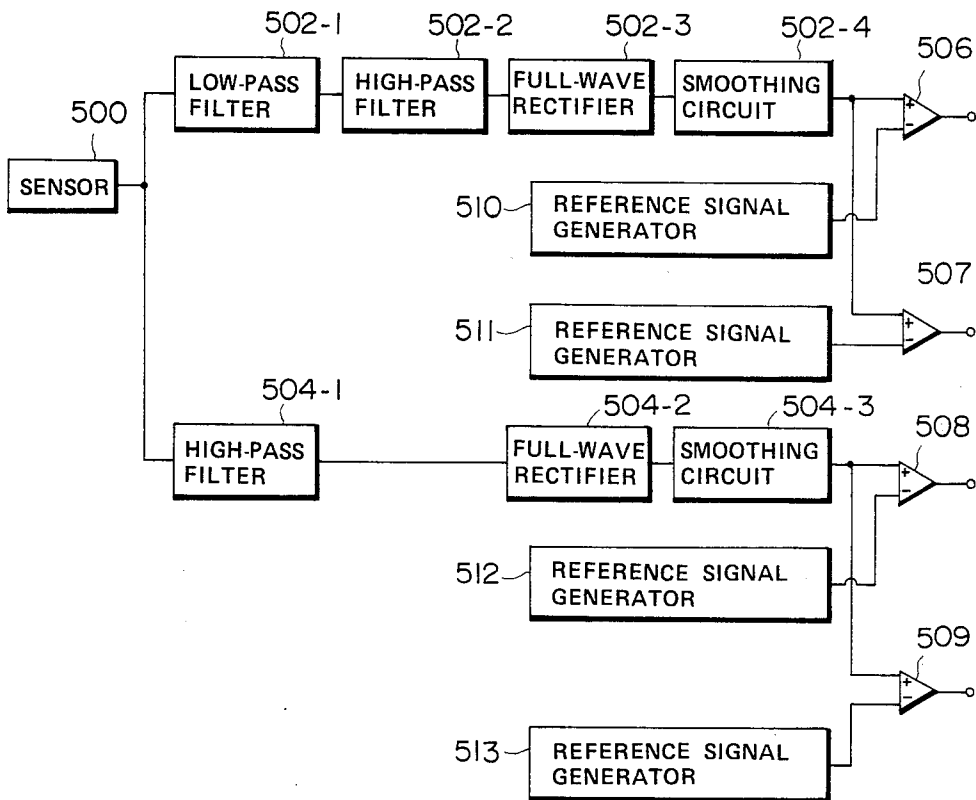 502-1
502-2
502-3
502-4
506
LOW-PASS
FILTER
HIGH-PASS
FILTER
FULL-WAVE
RECTIFIER
SMOOTHING
CIRCUIT
+
-
500
SENSOR
510
REFERENCE SIGNAL
GENERATOR
507
511
REFERENCE SIGNAL
GENERATOR
+
-
504-1
504-2
504-3
508
HIGH-PASS
FILTER
FULL-WAVE
RECTIFIER
SMOOTHING
CIRCUIT
+
-
512
REFERENCE SIGNAL
GENERATOR
509
+
-
513
REFERENCE SIGNAL
GENERATOR